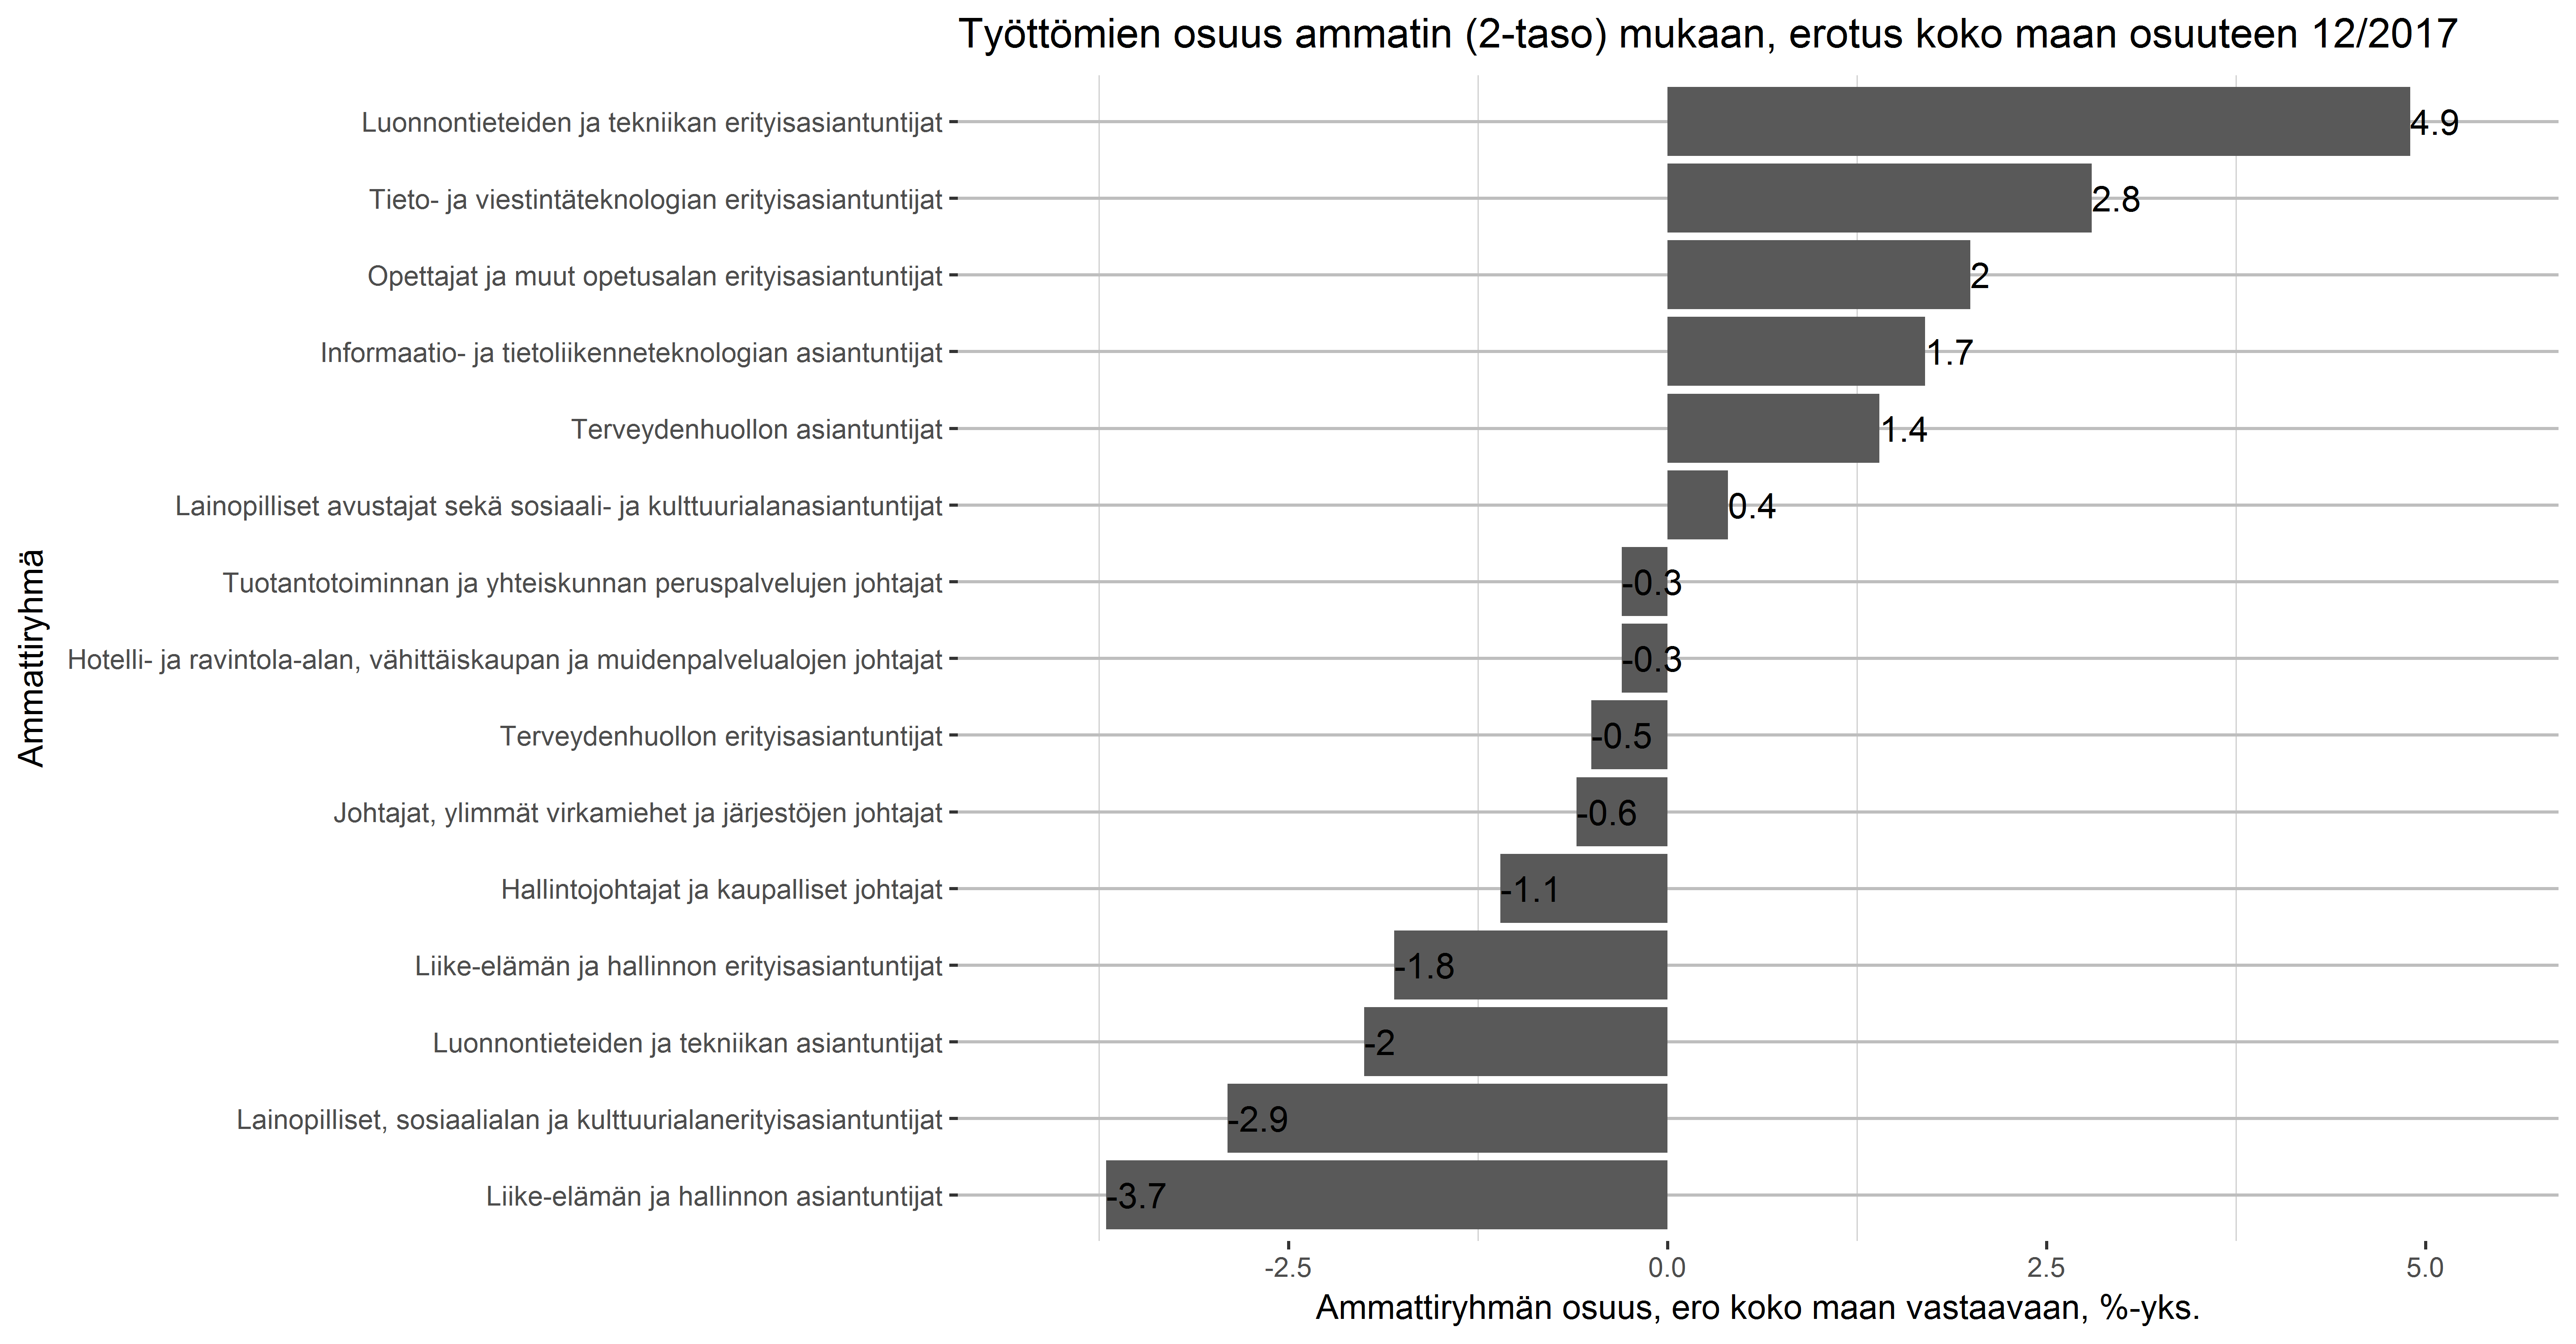 Työttömien osuus ammatin (2-taso) mukaan, erotus koko maan osuuteen 12/2017
Ammattiryhmä
Luonnontieteiden ja tekniikan erityisasiantuntijat 4.9
Tieto- ja viestintäteknologian erityisasiantuntijat 2.8
Opettajat ja muut opetusalan erityisasiantuntijat 2
Informaatio- ja tietoliikenneteknologian asiantuntijat 1.7
Terveydenhuollon asiantuntijat 1.4
Lainopilliset avustajat sekä sosiaali- ja kulttuurialanasiantuntijat 0.4
Tuotantotoiminnan ja yhteiskunnan peruspalvelujen johtajat -0.3
Hotelli- ja ravintola-alan, vähittäiskaupan ja muidenpalvelualojen johtajat -0.3
Terveydenhuollon erityisasiantuntijat -0.5
Johtajat, ylimmät virkamiehet ja järjestöjen johtajat -0.6
Hallintojohtajat ja kaupalliset johtajat -1.1
Liike-elämän ja hallinnon erityisasiantuntijat -1.8
Luonnontieteiden ja tekniikan asiantuntijat -2
Lainopilliset, sosiaalialan ja kulttuurialanerityisasiantuntijat -2.9
Liike-elämän ja hallinnon asiantuntijat -3.7
-2.5 0.0 2.5 5.0
Ammattiryhmän osuus, ero koko maan vastaavaan, %-yks.